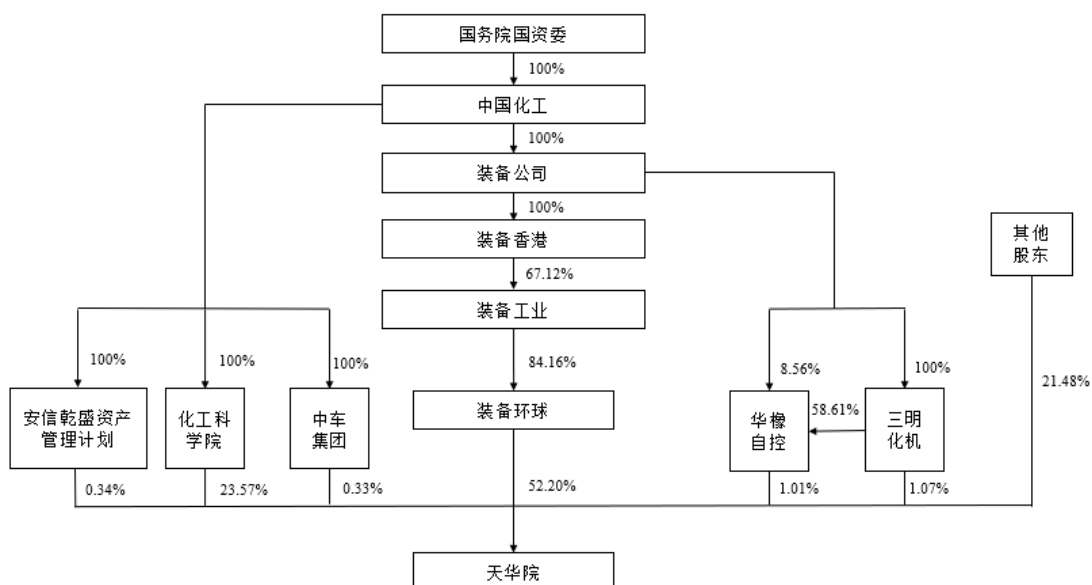 国务院国资委
100%
中国化工
100%
装备公司
100%
装备香港
其他
股东
67.12%
装备工业
100%
100%
100%
84.16%
8.56%
100%
21.48%
安信乾盛资产
管理计划
化工科
学院
中车
集团
装备环球
华橡
自控
58.61%
三明
化机
0.34%
23.57%
0.33%
52.20%
1.01%
1.07%
天华院